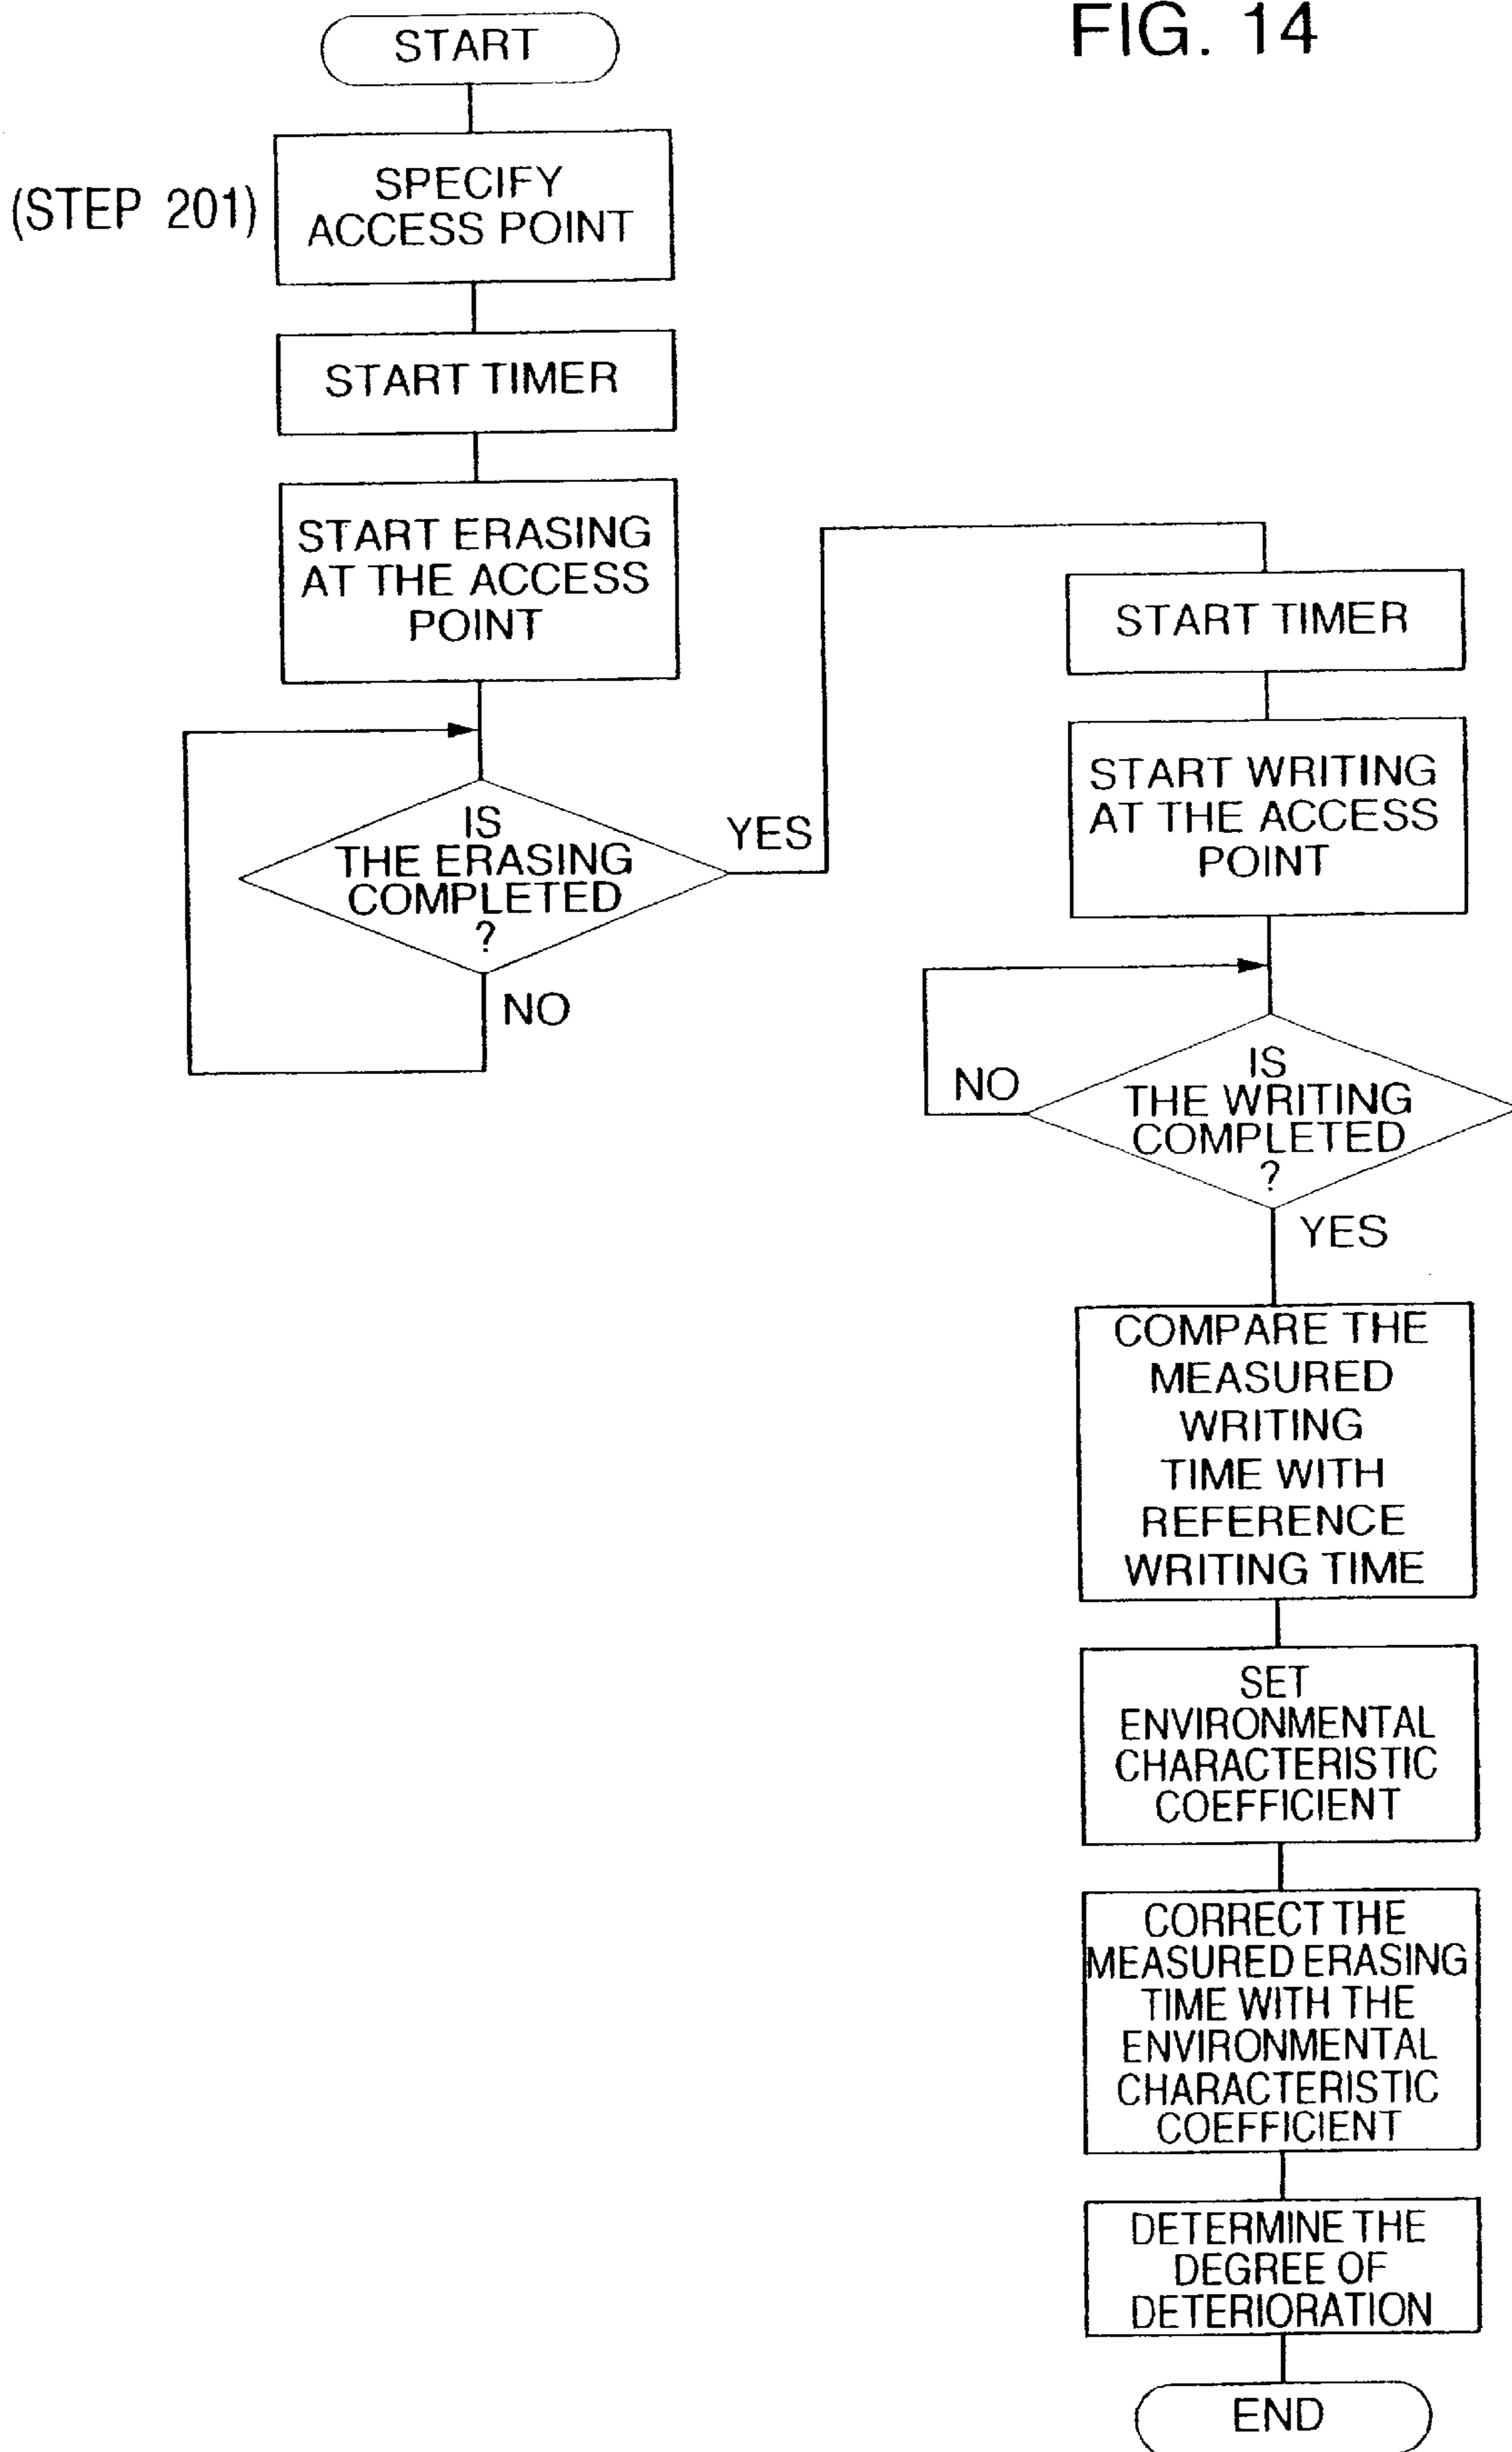 FIG. 14
START
(STEP 201)
SPECIFY
ACCESS POINT
START TIMER
START ERASING
AT THE ACCESS
POINT
IS
THE ERASING
COMPLETED
?
YES
NO
START TIMER
START WRITING
AT THE ACCESS
POINT
IS
THE WRITING
COMPLETED
?
NO
YES
COMPARE THE
MEASURED
WRITING
TIME WITH
REFERENCE
WRITING TIME
SET
ENVIRONMENTAL
CHARACTERISTIC
COEFFICIENT
CORRECT THE
MEASURED ERASING
TIME WITH THE
ENVIRONMENTAL
CHARACTERISTIC
COEFFICIENT
DETERMINE THE
DEGREE OF
DETERIORATION
END